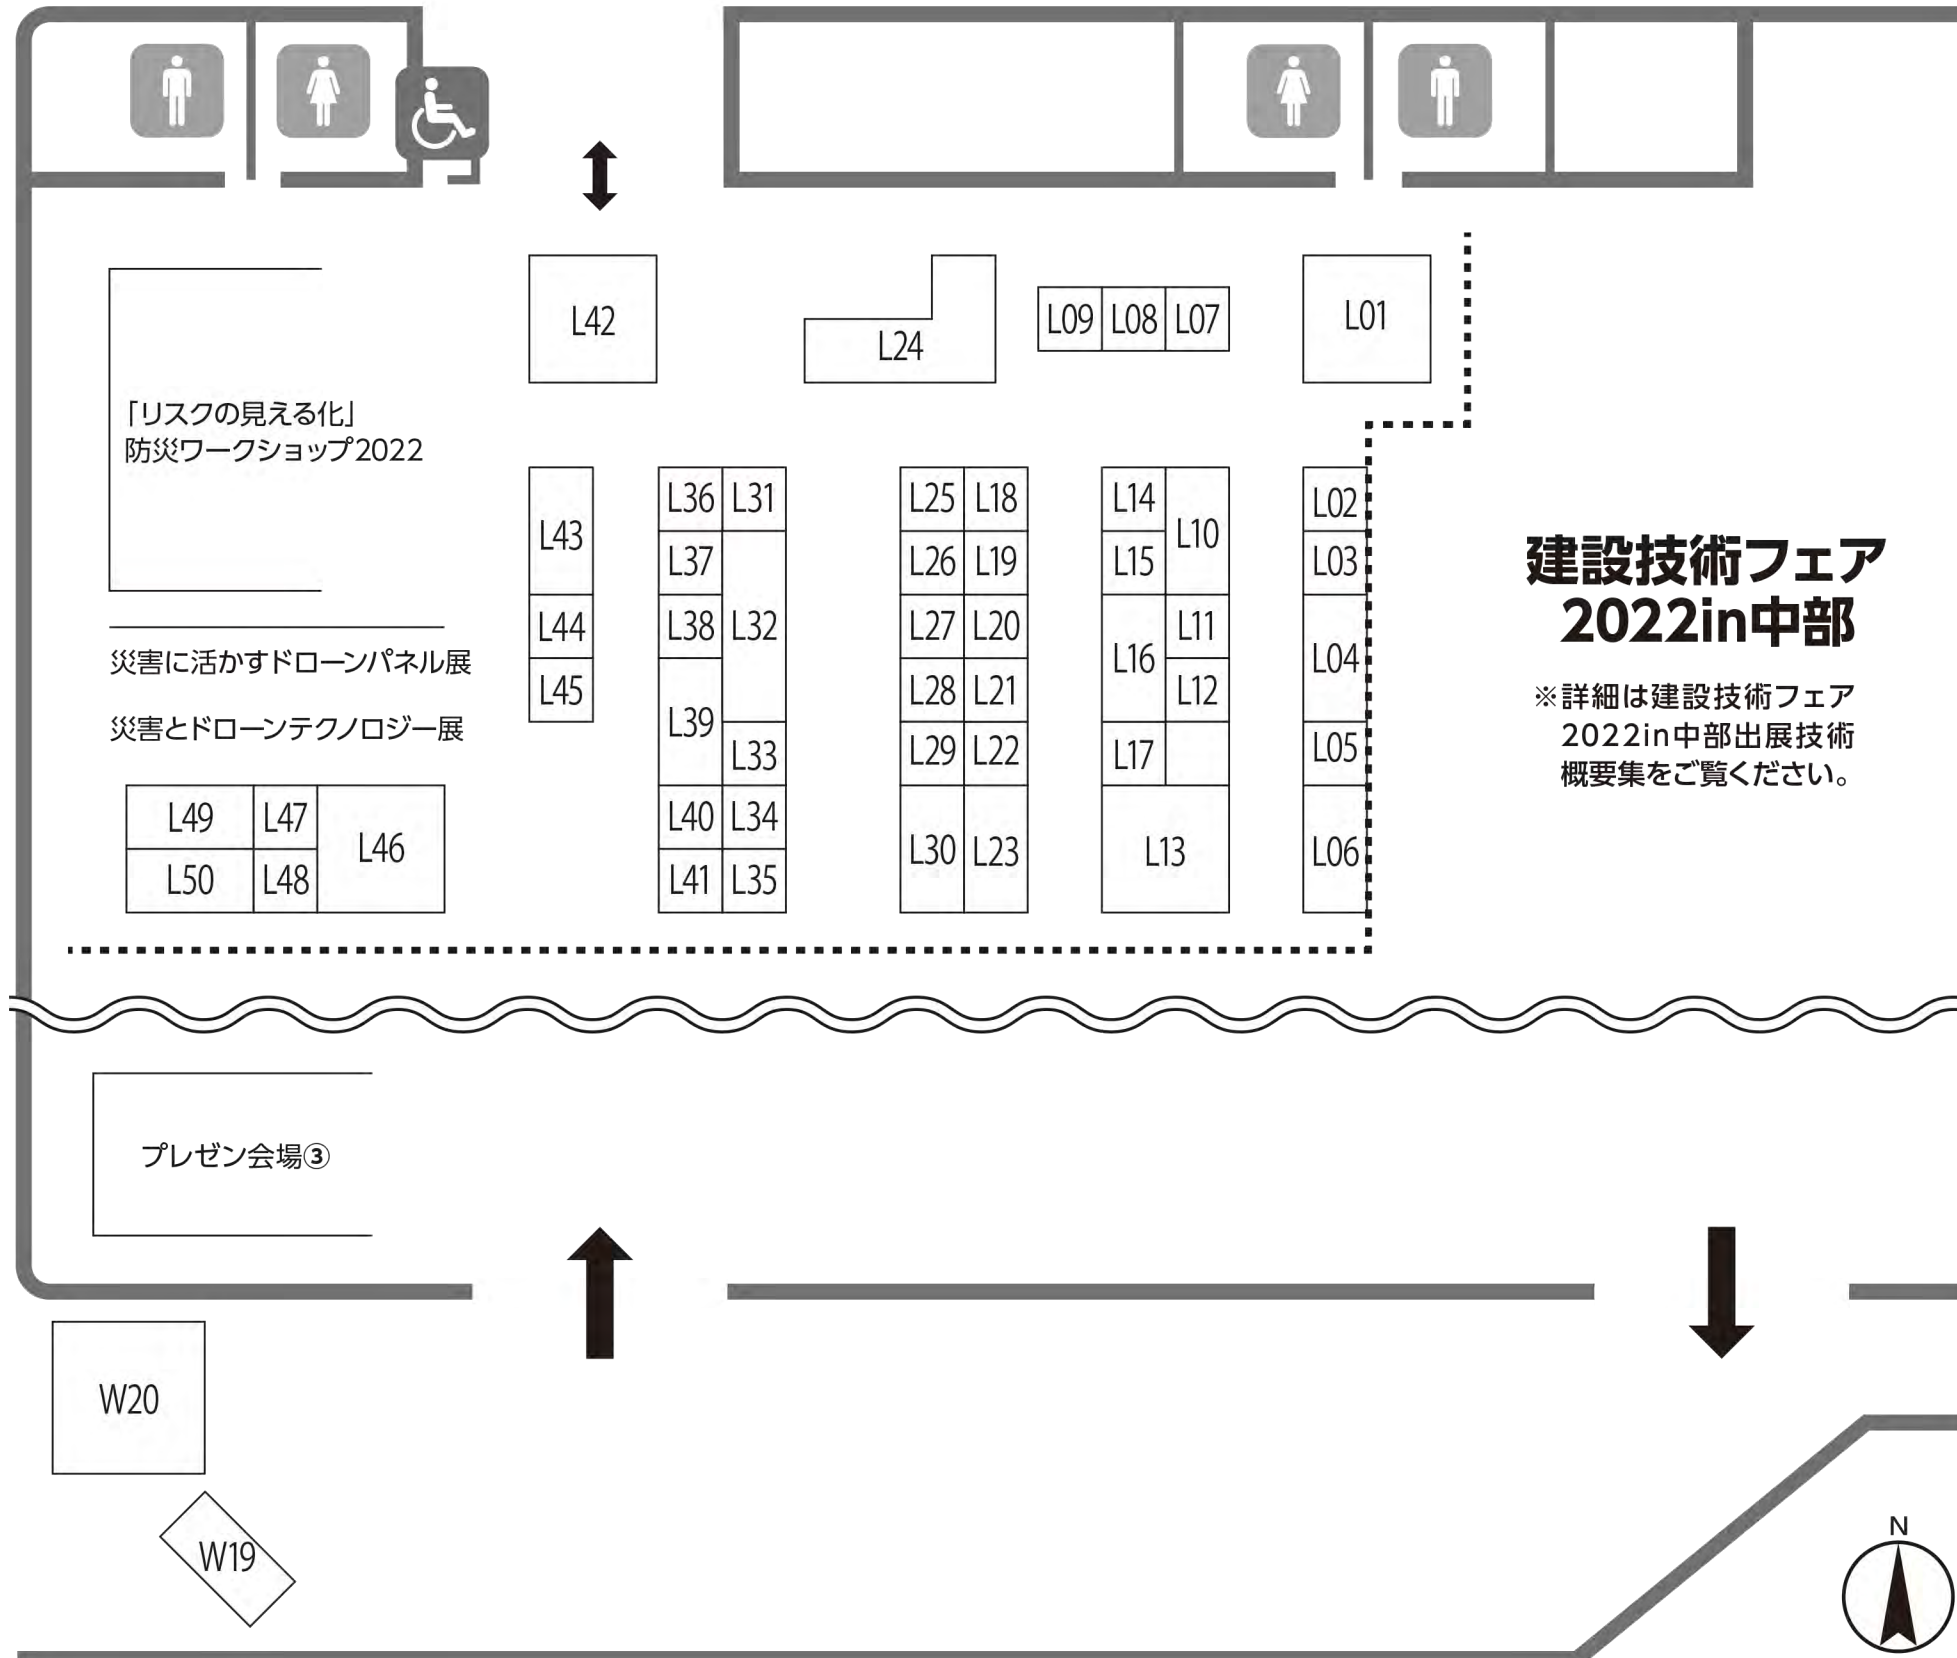 L42
L24
L09 L08 L07
L01
「リスクの見える化」
防災ワークショップ2022
L43
L44
L45
L36 L31
L37
L38 L32
L39
L33
L40 L34
L41 L35
L25 L18
L26 L19
L27 L20
L28 L21
L29 L22
L30 L23
L14
L10
L15
L11
L16
L12
L17
L13
L02
L03
L04
L05
L06
建設技術フェア
2022in中部
※詳細は建設技術フェア
2022in中部出展技術
概要集をご覧ください。
災害に活かすドローンパネル展
災害とドローンテクノロジー展
L49 L47
L46
L50 L48
プレゼン会場③
W20
W19
N